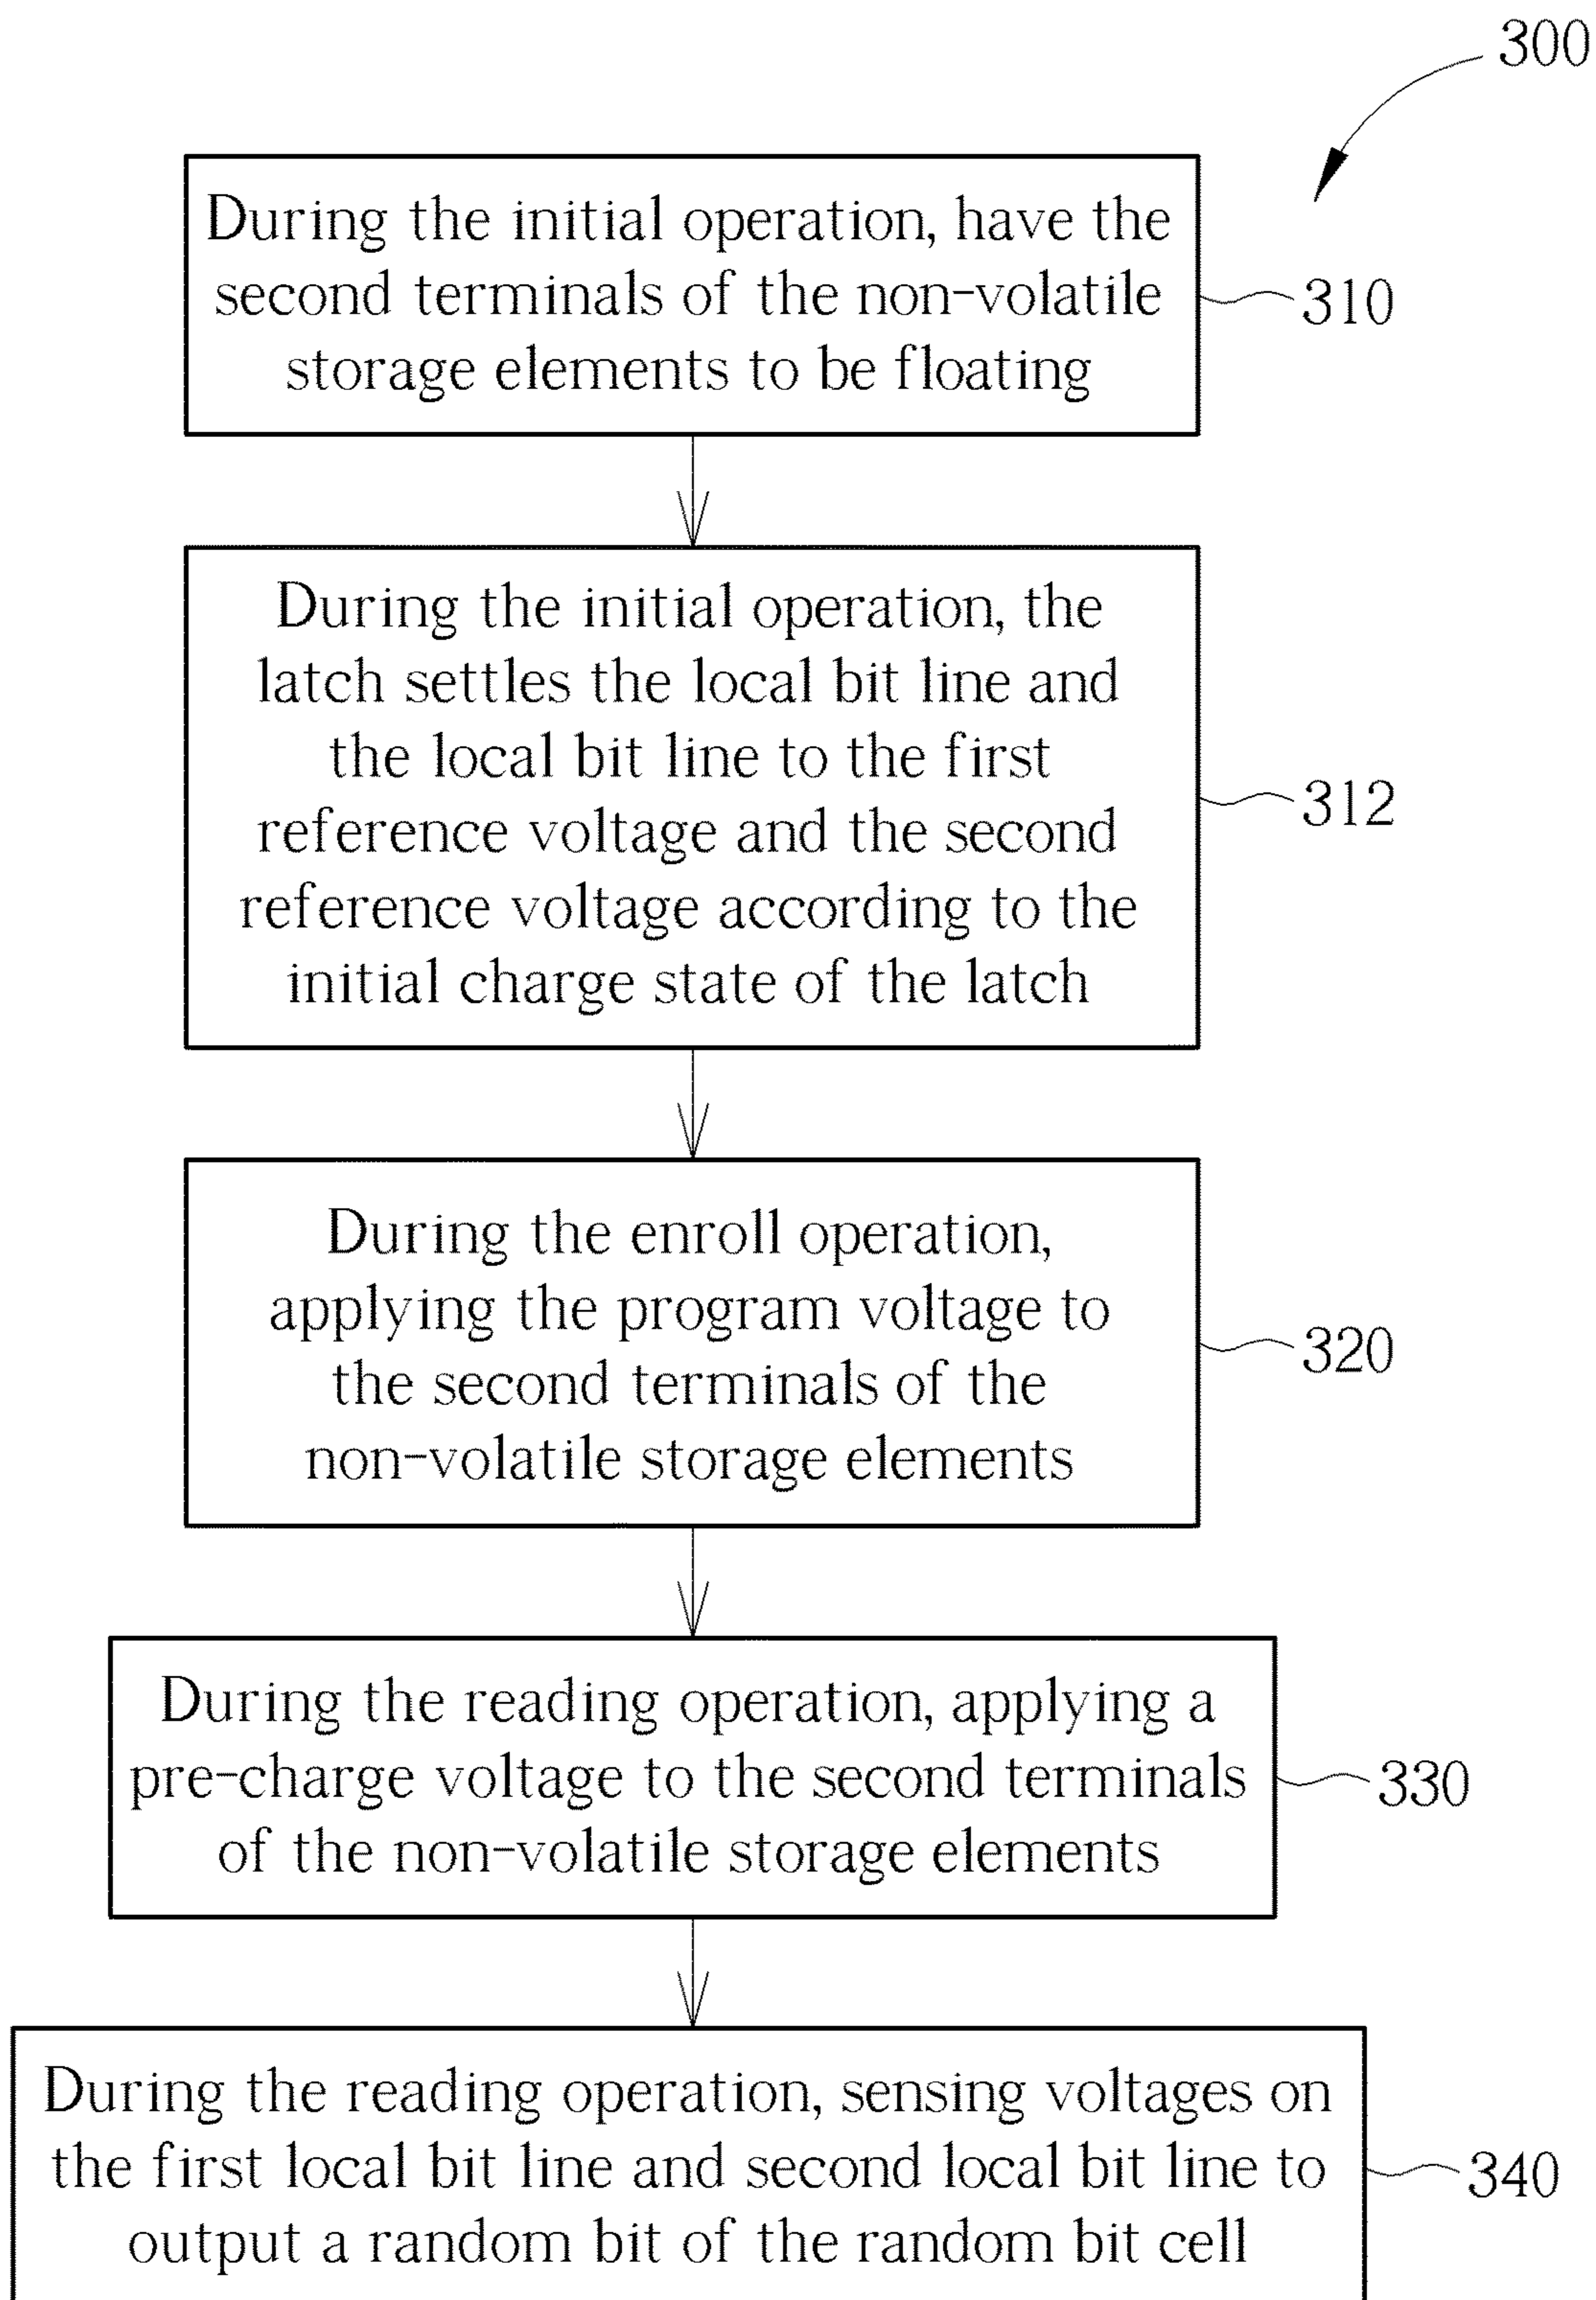 300
During the initial operation, have the
second terminals of the non-volatile
storage elements to be floating
310
During the initial operation, the
latch settles the local bit line and
the local bit line to the first
reference voltage and the second
reference voltage according to the
initial charge state of the latch
312
During the enroll operation,
applying the program voltage to
the second terminals of the
non-volatile storage elements
320
During the reading operation, applying a
pre-charge voltage to the second terminals
of the non-volatile storage elements
330
During the reading operation, sensing voltages on
the first local bit line and second local bit line to
output a random bit of the random bit cell
340